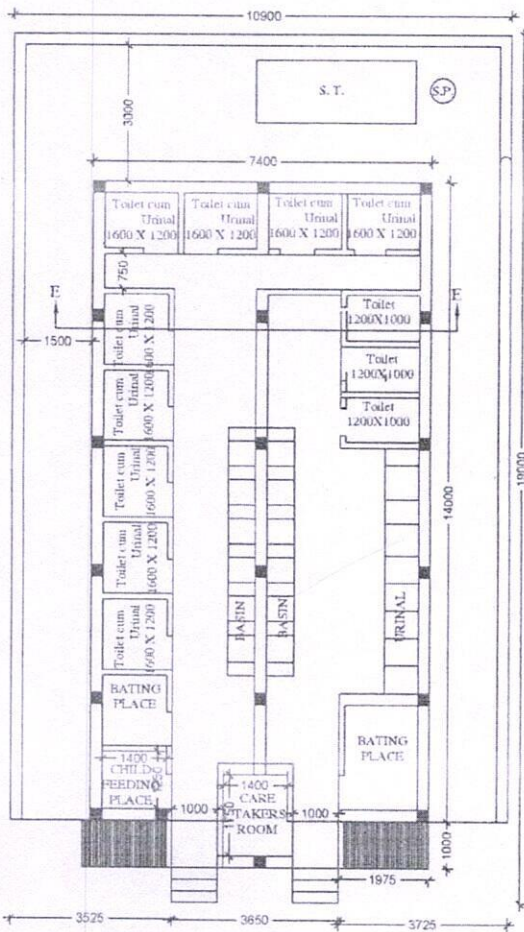 10900
S. T.
S.P.
3000
7400
Toilet cum
Urinal
1600 X 1200
Toilet cum
Urinal
1600 X 1200
Toilet cum
Urinal
1600 X 1200
Toilet cum
Urinal
1600 X 1200
750
E
E
1500
Toilet cum
Urinal
1600 X 1200
Toilet cum
Urinal
1600 X 1200
Toilet cum
Urinal
1600 X 1200
Toilet cum
Urinal
1600 X 1200
Toilet cum
Urinal
1600 X 1200
Toilet
1200X1000
Toilet
1200X1000
Toilet
1200X1000
14000
BASIN
BASIN
URINAL
BATING
PLACE
BATING
PLACE
1400
CHILD
FEEDING
PLACE
1400
CARE
TAKERS
ROOM
1000
1000
1000
1975
3525
3650
3725